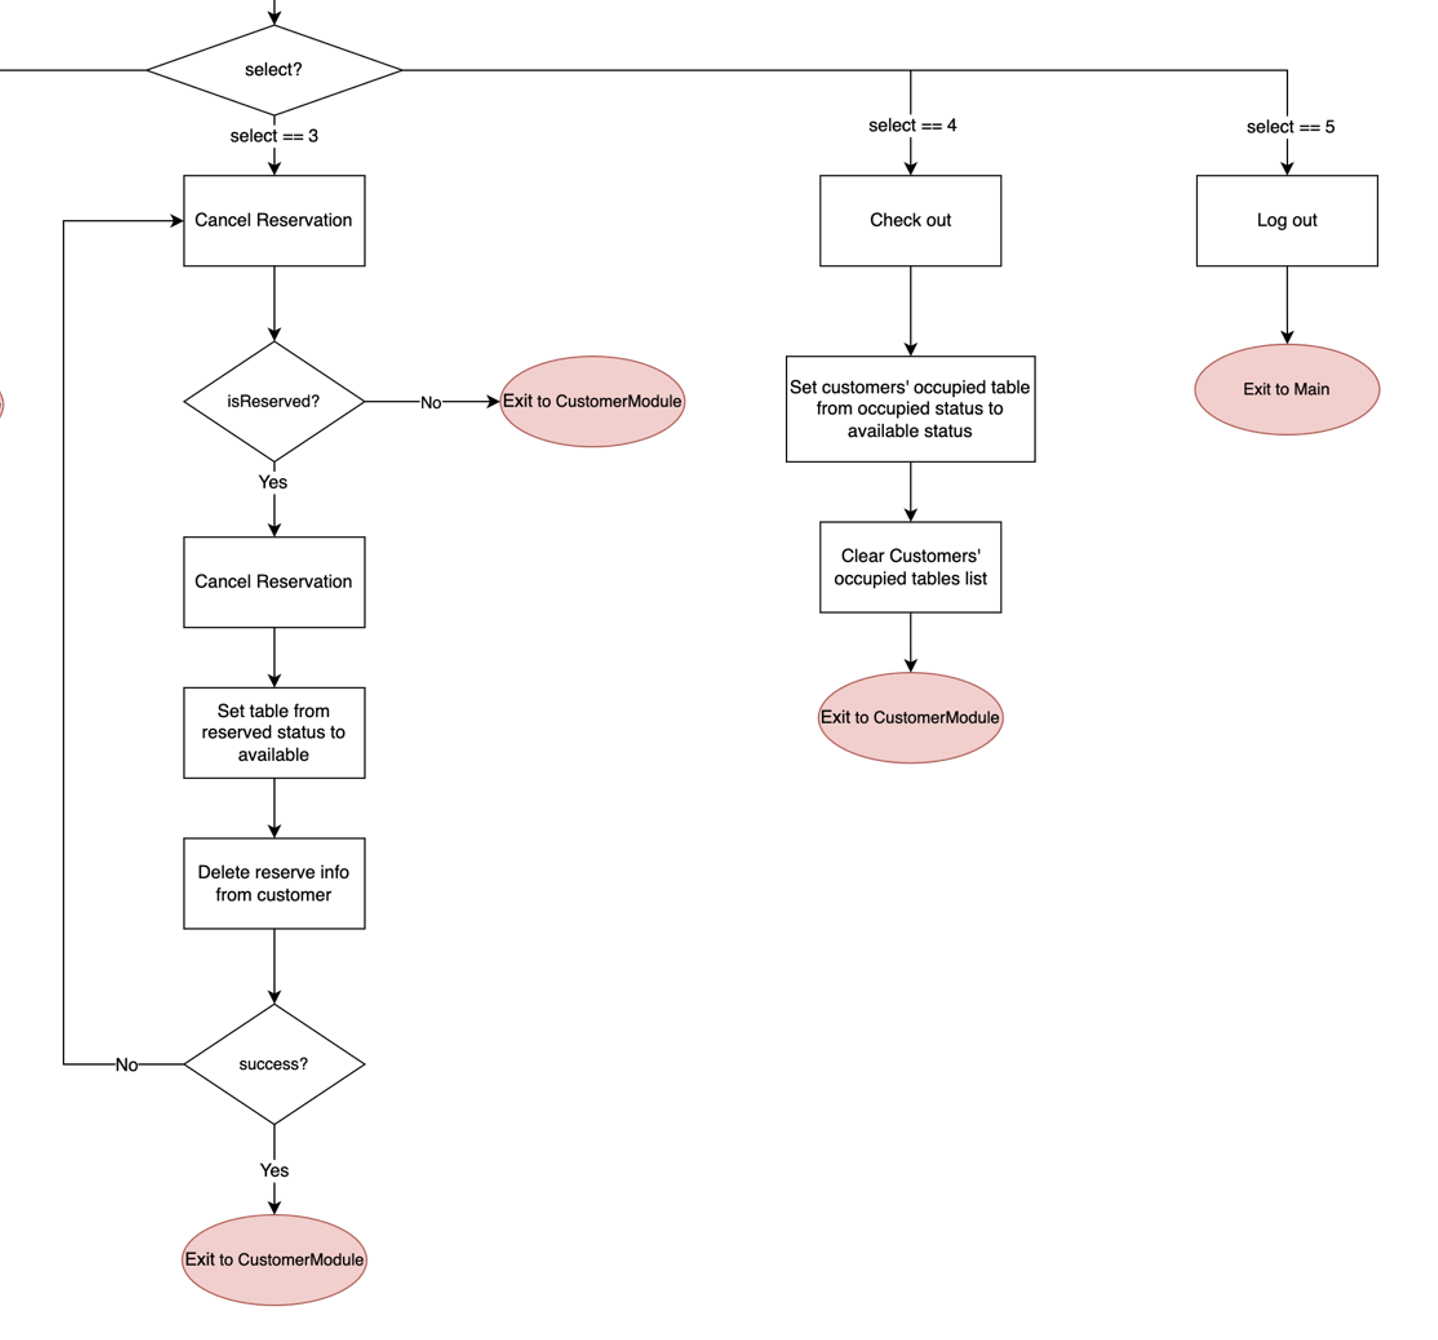 select?
select == 3
select == 4
select == 5
Cancel Reservation
Check out
Log out
isReserved?
No
Exit to CustomerModule
Set customers' occupied table
from occupied status to
available status
Exit to Main
Yes
Cancel Reservation
Clear Customers'
occupied tables list
Set table from
reserved status to
available
Exit to CustomerModule
Delete reserve info
from customer
success?
No
Yes
Exit to CustomerModule